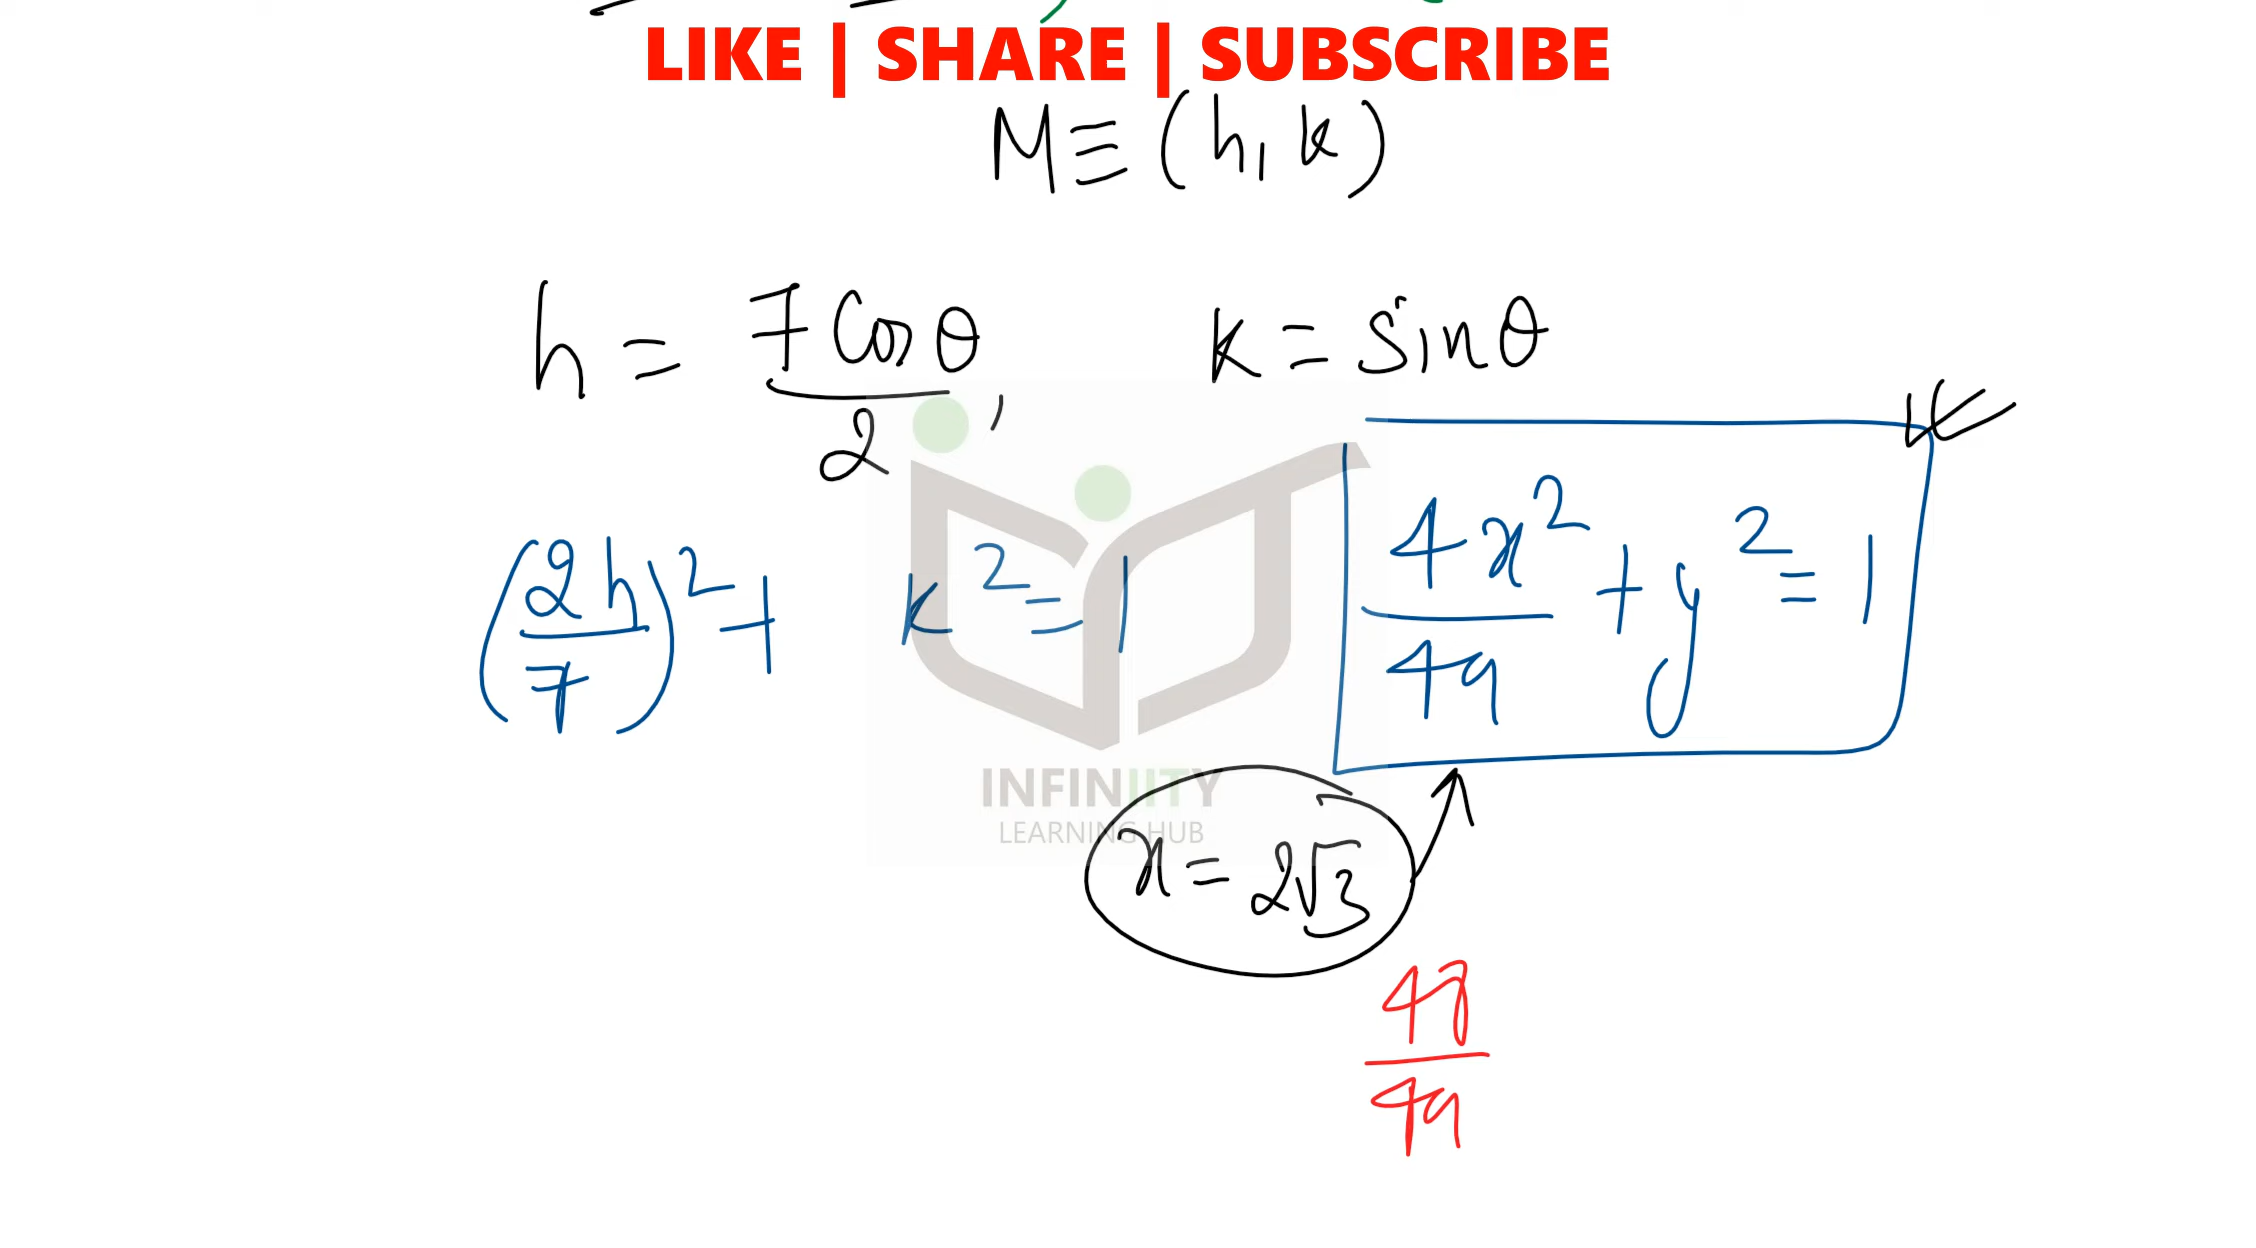 LIKE | SHARE | SUBSCRIBE
M ≡ (h, k)
h = 7 Cos θ / 2 , k = sin θ
(2h / 7)² + k² = 1
4x² / 49 + y² = 1
INFINIITY
LEARNING HUB
x = 2√3
/ 49